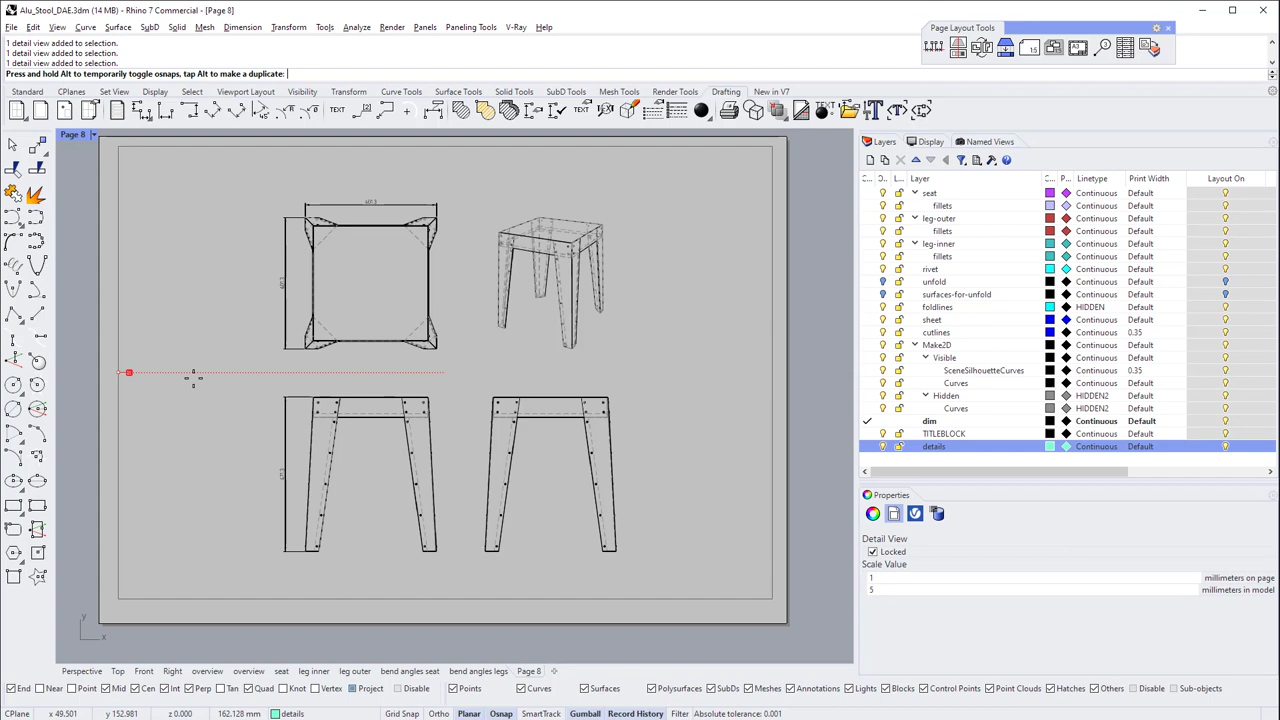 Alu_Stool_DAE.3dm (14 MB) - Rhino 7 Commercial - [Page 8]
File Edit View Curve Surface SubD Solid Mesh Dimension Transform Tools Analyze Render Panels Paneling Tools V-Ray Help
Page Layout Tools
1 detail view added to selection.
1 detail view added to selection.
1 detail view added to selection.
Press and hold Alt to temporarily toggle osnaps, tap Alt to make a duplicate:
Standard CPlanes Set View Display Select Viewport Layout Visibility Transform Curve Tools Surface Tools Solid Tools SubD Tools Mesh Tools Render Tools Drafting New in V7
TEXT TEXT TEXT
Page 8
Layers Display Named Views
C... O... L... Layer C... P... Linetype Print Width Layout On
seat Continuous Default
fillets Continuous Default
leg-outer Continuous Default
fillets Continuous Default
leg-inner Continuous Default
fillets Continuous Default
rivet Continuous Default
unfold Continuous Default
surfaces-for-unfold Continuous Default
foldlines HIDDEN Default
sheet Continuous Default
cutlines Continuous 0.35
Make2D Continuous Default
Visible Continuous Default
SceneSilhouetteCurves Continuous 0.35
Curves Continuous Default
Hidden HIDDEN2 Default
Curves HIDDEN2 Default
dim Continuous Default
TITLEBLOCK Continuous Default
details Continuous Default
Properties
Detail View
Locked
Scale Value
1 millimeters on page
5 millimeters in model
y
x
Perspective Top Front Right overview overview seat leg inner leg outer bend angles seat bend angles legs Page 8
End Near Point Mid Cen Int Perp Tan Quad Knot Vertex Project Disable Points Curves Surfaces Polysurfaces SubDs Meshes Annotations Lights Blocks Control Points Point Clouds Hatches Others Disable Sub-objects
x 49.501 y 152.981 z 0.000 162.128 mm details Grid Snap Ortho Planar Osnap SmartTrack Gumball Record History Filter Absolute tolerance: 0.001